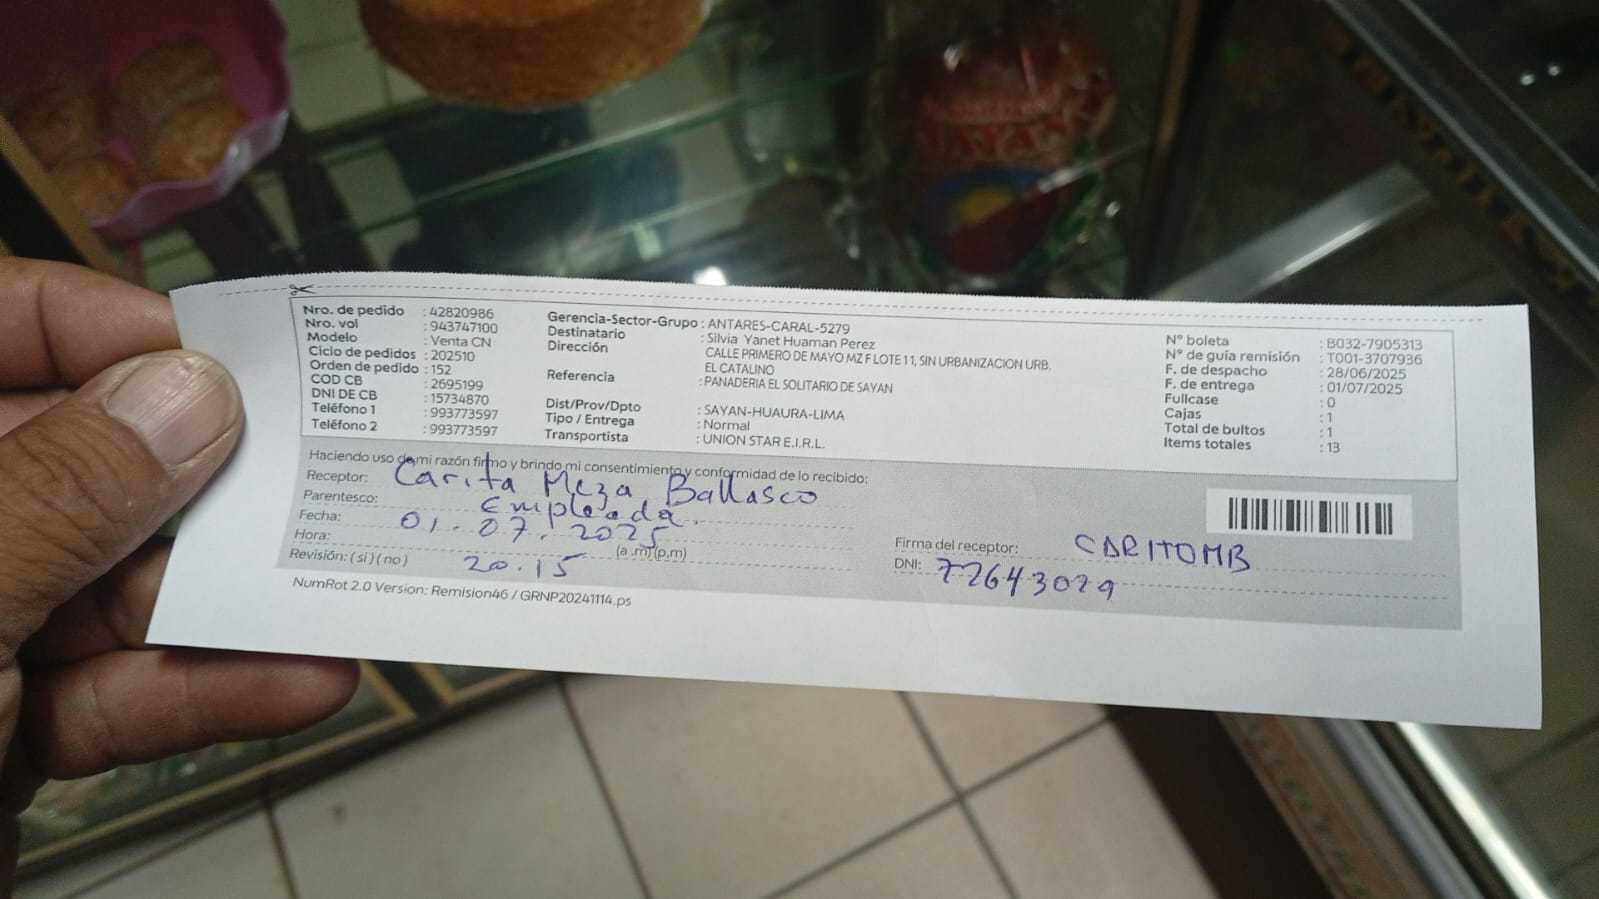 Nro. de pedido : 42820986
Nro. vol : 943747100
Modelo : Venta CN
Ciclo de pedidos : 202510
Orden de pedido : 152
COD CB : 2695199
DNI DE CB : 15734870
Teléfono 1 : 993773597
Teléfono 2 : 993773597
Gerencia-Sector-Grupo : ANTARES-CARAL-5279
Destinatario : Silvia Yanet Huaman Perez
Dirección CALLE PRIMERO DE MAYO MZ F LOTE 11, SIN URBANIZACION URB.
EL CATALINO
Referencia : PANADERIA EL SOLITARIO DE SAYAN
Dist/Prov/Dpto : SAYAN-HUAURA-LIMA
Tipo / Entrega : Normal
Transportista : UNION STAR E.I.R.L.
N° boleta : B032-7905313
N° de guía remisión : T001-3707936
F. de despacho : 28/06/2025
F. de entrega : 01/07/2025
Fullcase : 0
Cajas : 1
Total de bultos : 1
Items totales : 13
Haciendo uso de mi razón firmo y brindo mi consentimiento y conformidad de lo recibido:
Receptor: Carita Meza Ballasco
Parentesco: Empleada.
Fecha: 01.07.2025
Hora: 20.15 (a.m) (p,m)
Revisión: ( si ) ( no )
Firma del receptor: CARITOMB
DNI: 72643029
NumRot 2.0 Version: Remision46 / GRNP20241114.ps